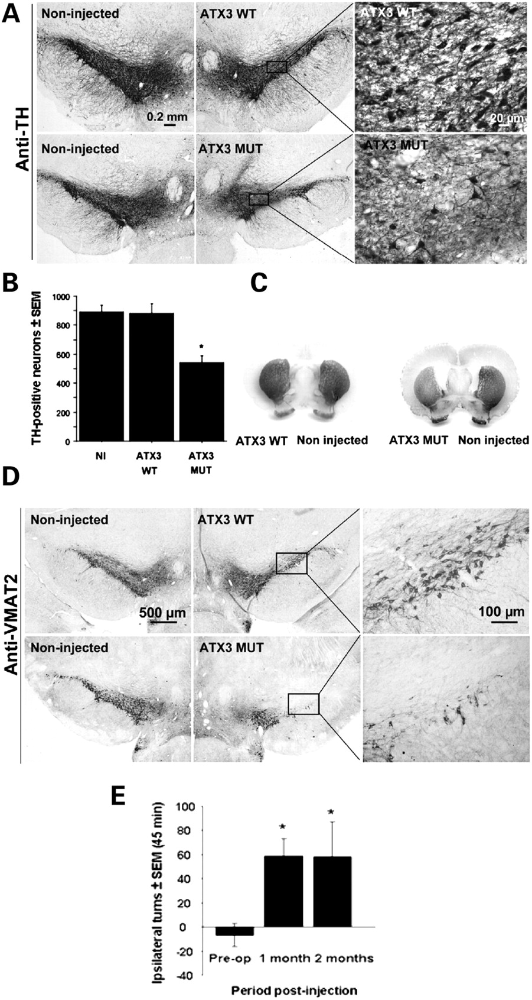 A
Anti-TH
Non-injected
ATX3 WT
ATX3 WT
0.2 mm
20 µm
Non-injected
ATX3 MUT
ATX3 MUT
B
TH-positive neurons ± SEM
1000
800
600
400
200
0
*
NI
ATX3
WT
ATX3
MUT
C
ATX3 WT
Non injected
ATX3 MUT
Non injected
D
Anti-VMAT2
Non-injected
ATX3 WT
500 µm
100 µm
Non-injected
ATX3 MUT
E
Ipsilateral turns ± SEM (45 min)
100
80
60
40
20
0
-20
-40
*
*
Pre-op
1 month
2 months
Period post-injection